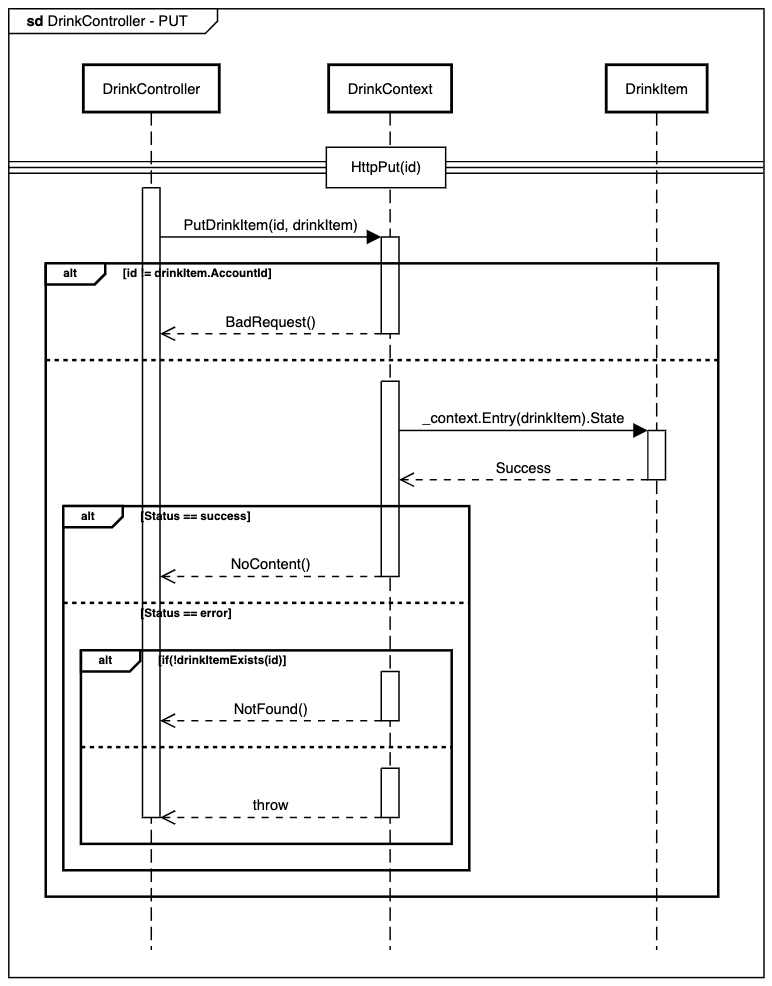 sd DrinkController - PUT
DrinkController
DrinkContext
DrinkItem
HttpPut(id)
PutDrinkItem(id, drinkItem)
alt
[id != drinkItem.AccountId]
BadRequest()
_context.Entry(drinkItem).State
Success
alt
[Status == success]
NoContent()
[Status == error]
alt
[if(!drinkItemExists(id)]
NotFound()
throw